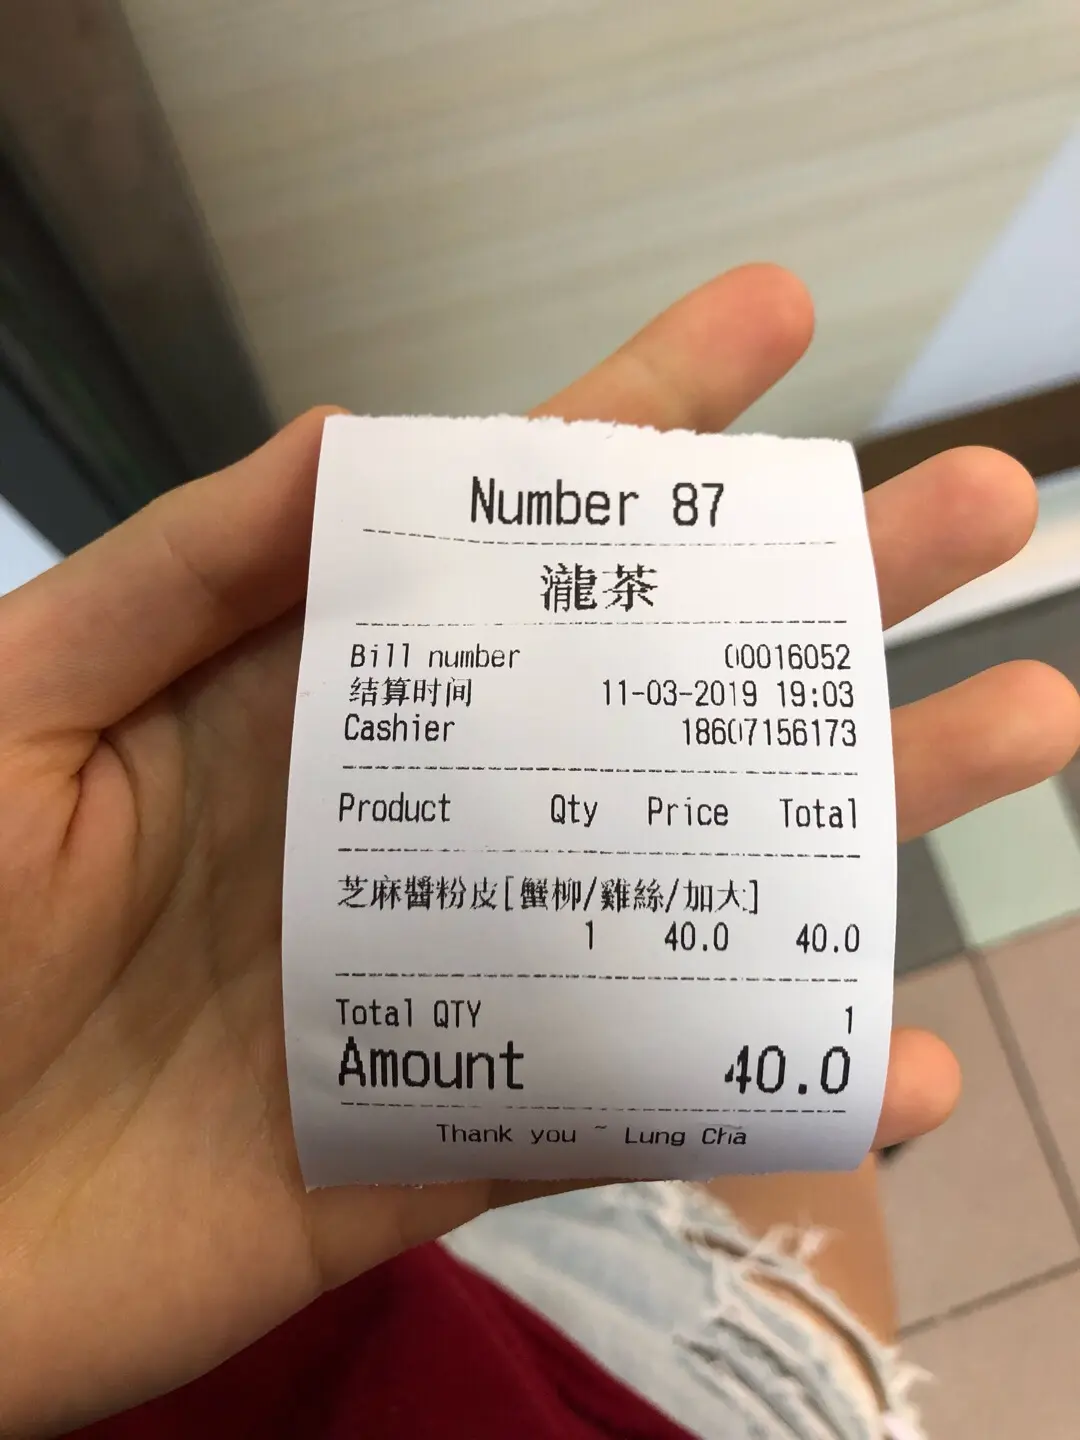 Number 87
瀧茶
Bill number 00016052
结算时间 11-03-2019 19:03
Cashier 18607156173
Product Qty Price Total
芝麻醬粉皮[蟹柳/雞絲/加大]
1 40.0 40.0
Total QTY 1
Amount 40.0
Thank you ~ Lung Cha